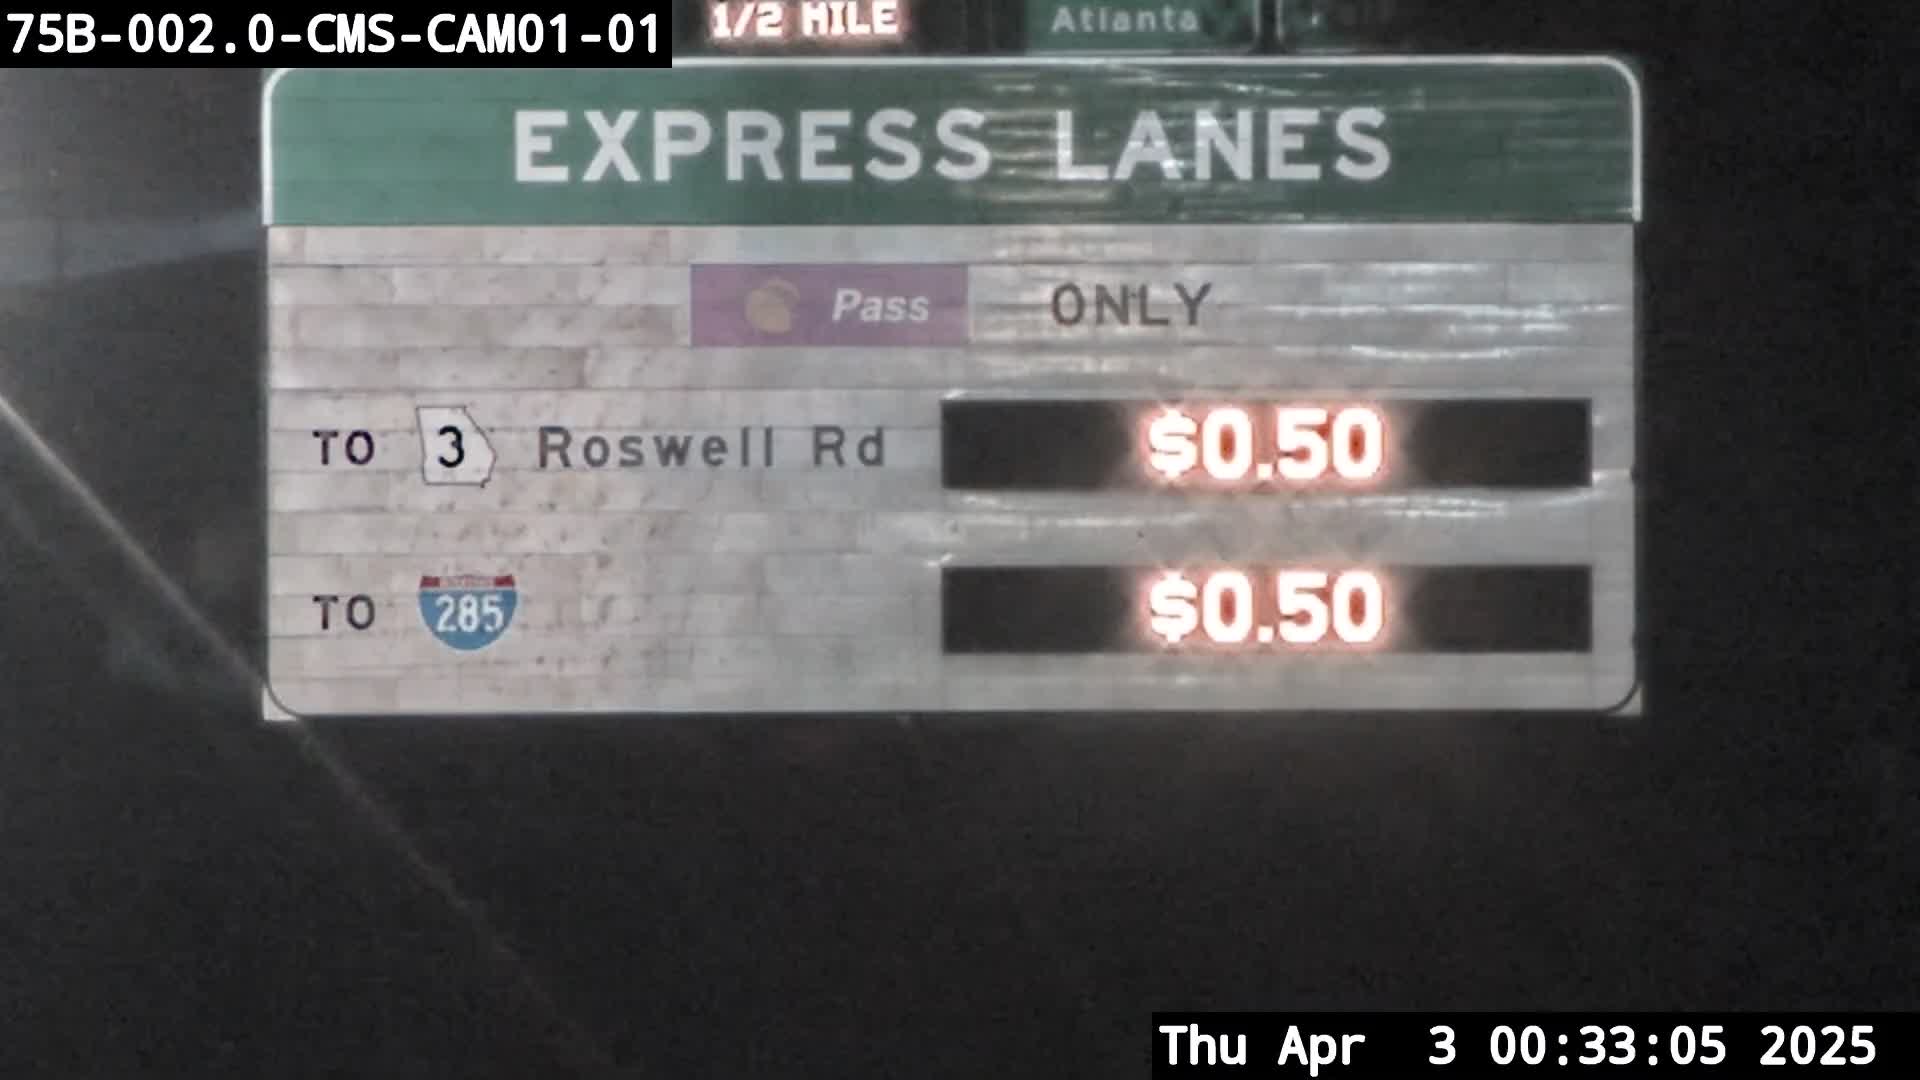 75B-002.0-CMS-CAM01-01
1/2 MILE
Atlanta
EXPRESS LANES
Pass ONLY
TO 3 Roswell Rd $0.50
TO 285 $0.50
Thu Apr 3 00:33:05 2025